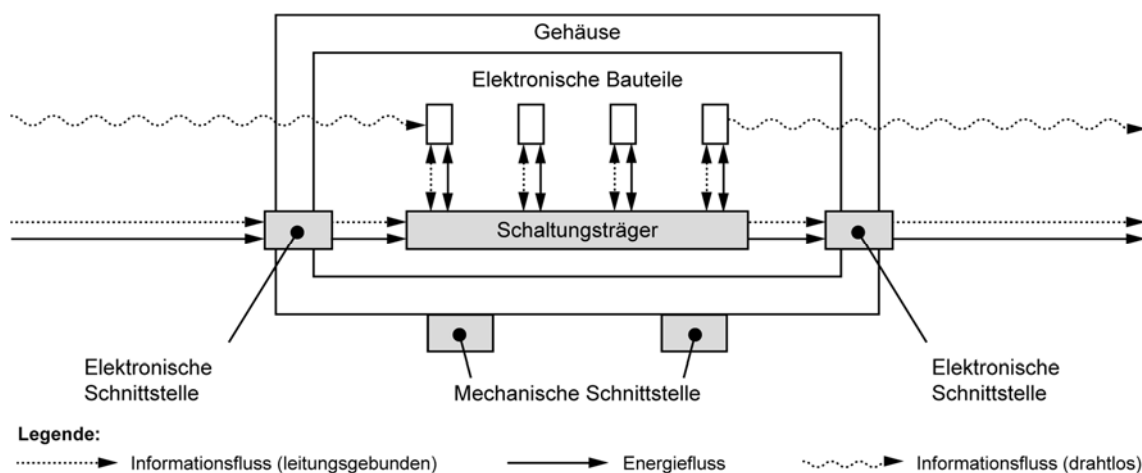 Gehäuse
Elektronische Bauteile
Schaltungsträger
Elektronische
Schnittstelle
Mechanische Schnittstelle
Elektronische
Schnittstelle
Legende:
Informationsfluss (leitungsgebunden)
Energiefluss
Informationsfluss (drahtlos)